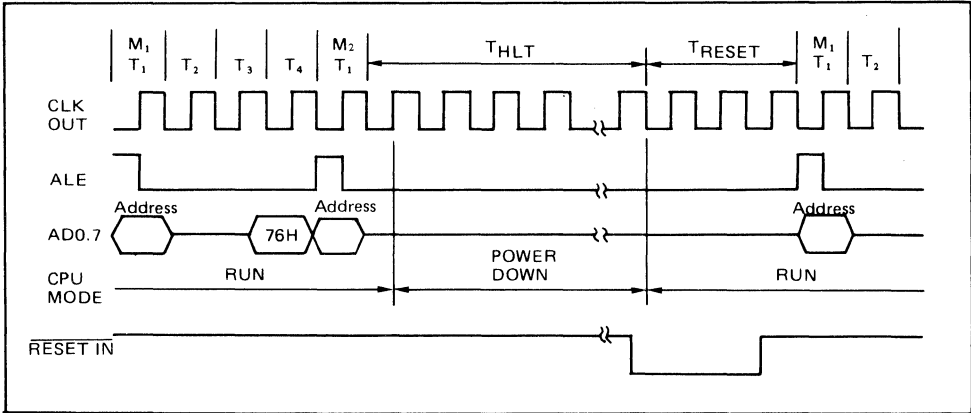 M1 M2 THLT TRESET M1
T1 T2 T3 T4 T1 T1 T2
CLK
OUT
ALE
Address Address Address
AD0.7 76H
CPU
MODE
RUN POWER
DOWN RUN
RESET IN